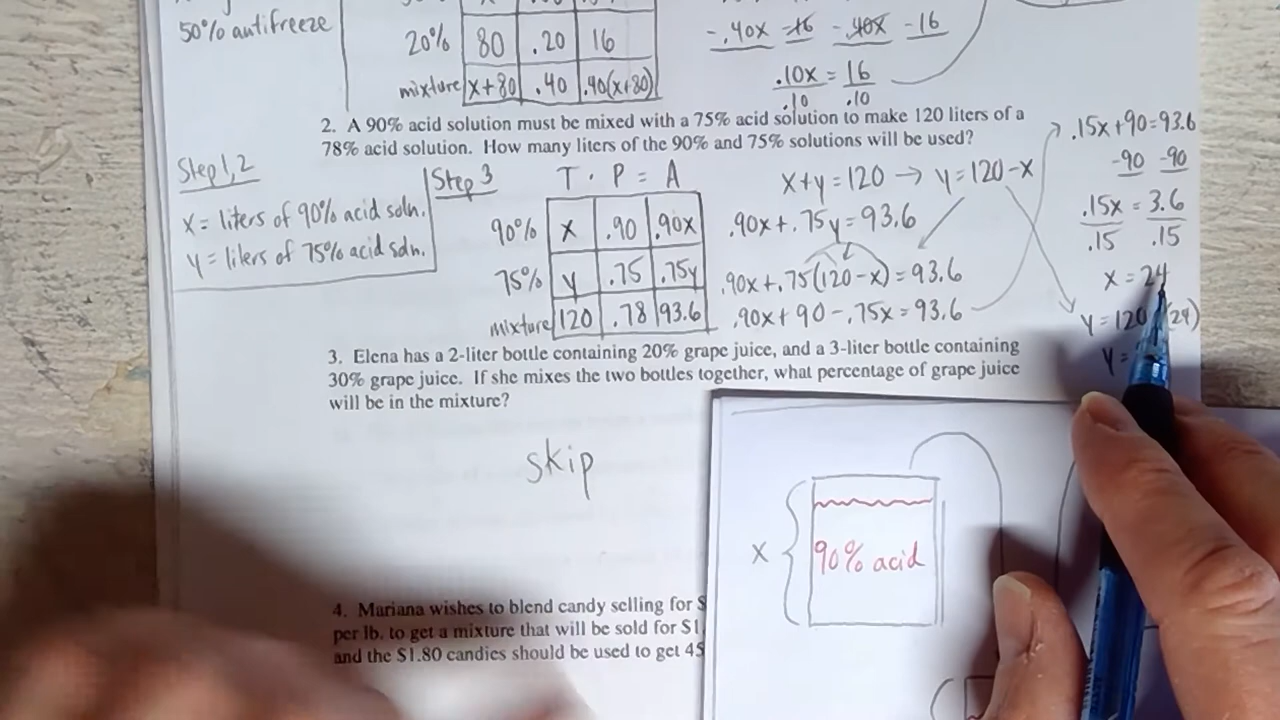 50% antifreeze
20% 80 .20 16
mixture x+80 .40 .40(x+80)
-.40x -16 -.40x -16
.10x = 16
.10 .10
2. A 90% acid solution must be mixed with a 75% acid solution to make 120 liters of a
78% acid solution. How many liters of the 90% and 75% solutions will be used?
Step 1,2
x = liters of 90% acid soln.
y = liters of 75% acid soln.
Step 3
T · P = A
90% x .90 .90x
75% y .75 .75y
mixture 120 .78 93.6
x+y=120 → y=120-x
.90x+.75y=93.6
.90x+.75(120-x)=93.6
.90x+90-.75x=93.6
.15x+90=93.6
-90 -90
.15x = 3.6
.15 .15
x = 24
y=120 (24)
y=
3. Elena has a 2-liter bottle containing 20% grape juice, and a 3-liter bottle containing
30% grape juice. If she mixes the two bottles together, what percentage of grape juice
will be in the mixture?
skip
x
90% acid
4. Mariana wishes to blend candy selling for $
per lb. to get a mixture that will be sold for $1
and the $1.80 candies should be used to get 45